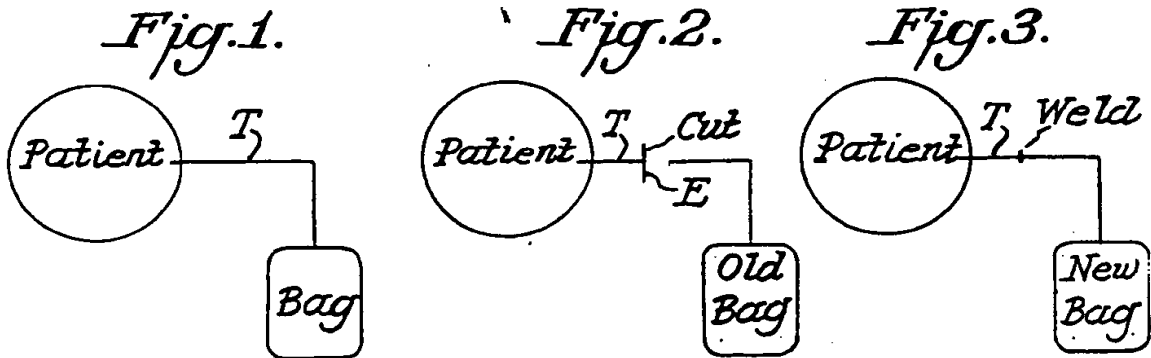 Fig.1.
Patient
T
Bag
Fig.2.
Patient
T
Cut
E
Old
Bag
Fig.3.
Patient
T
Weld
New
Bag